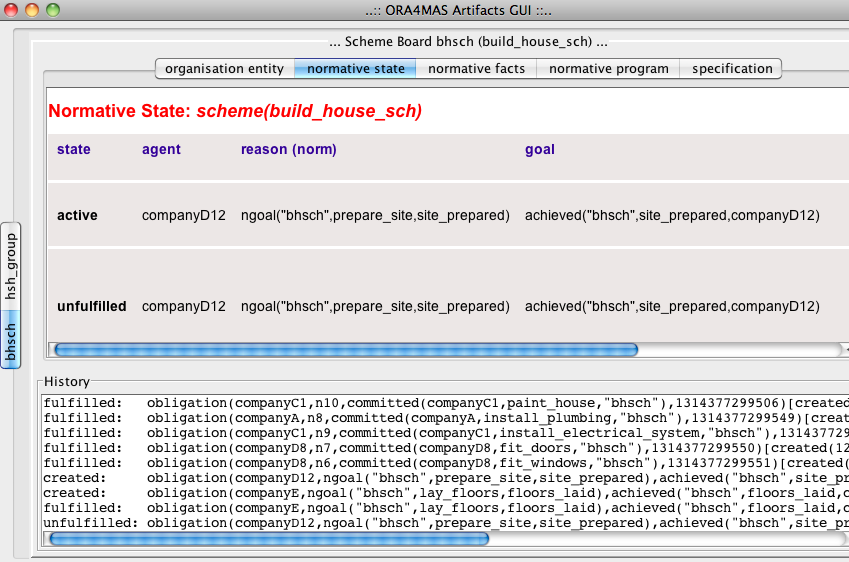 ..:: ORA4MAS Artifacts GUI ::..
... Scheme Board bhsch (build_house_sch) ...
organisation entity normative state normative facts normative program specification
Normative State: scheme(build_house_sch)
state agent reason (norm) goal
active companyD12 ngoal("bhsch",prepare_site,site_prepared) achieved("bhsch",site_prepared,companyD12)
unfulfilled companyD12 ngoal("bhsch",prepare_site,site_prepared) achieved("bhsch",site_prepared,companyD12)
hsh_group
bhsch
History
fulfilled: obligation(companyC1,n10,committed(companyC1,paint_house,"bhsch"),1314377299506)[created
fulfilled: obligation(companyA,n8,committed(companyA,install_plumbing,"bhsch"),1314377299549)[creat
fulfilled: obligation(companyC1,n9,committed(companyC1,install_electrical_system,"bhsch"),131437729
fulfilled: obligation(companyD8,n7,committed(companyD8,fit_doors,"bhsch"),1314377299550)[created(12
fulfilled: obligation(companyD8,n6,committed(companyD8,fit_windows,"bhsch"),1314377299551)[created(
created: obligation(companyD12,ngoal("bhsch",prepare_site,site_prepared),achieved("bhsch",site_pr
created: obligation(companyE,ngoal("bhsch",lay_floors,floors_laid),achieved("bhsch",floors_laid,c
fulfilled: obligation(companyE,ngoal("bhsch",lay_floors,floors_laid),achieved("bhsch",floors_laid,c
unfulfilled: obligation(companyD12,ngoal("bhsch",prepare_site,site_prepared),achieved("bhsch",site_pr